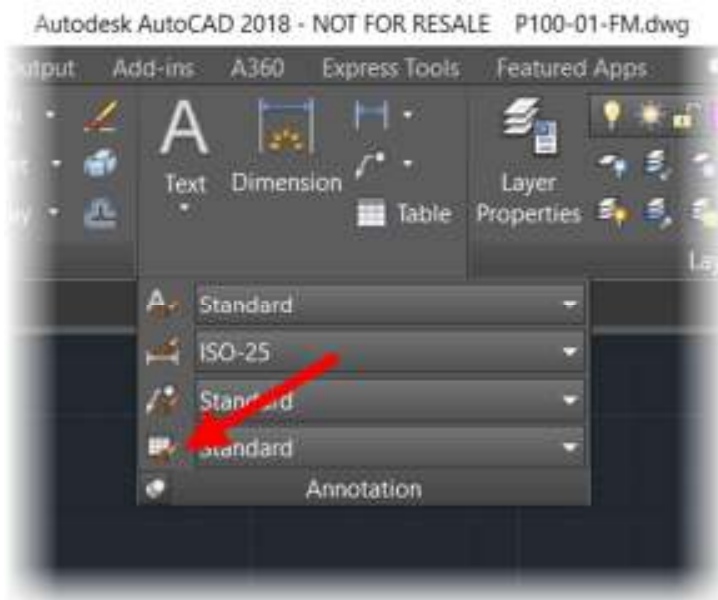 Autodesk AutoCAD 2018 - NOT FOR RESALE P100-01-FM.dwg
Add-ins A360 Express Tools Featured Apps
Text
Dimension
Table
Layer
Properties
Standard
ISO-25
Standard
Standard
Annotation